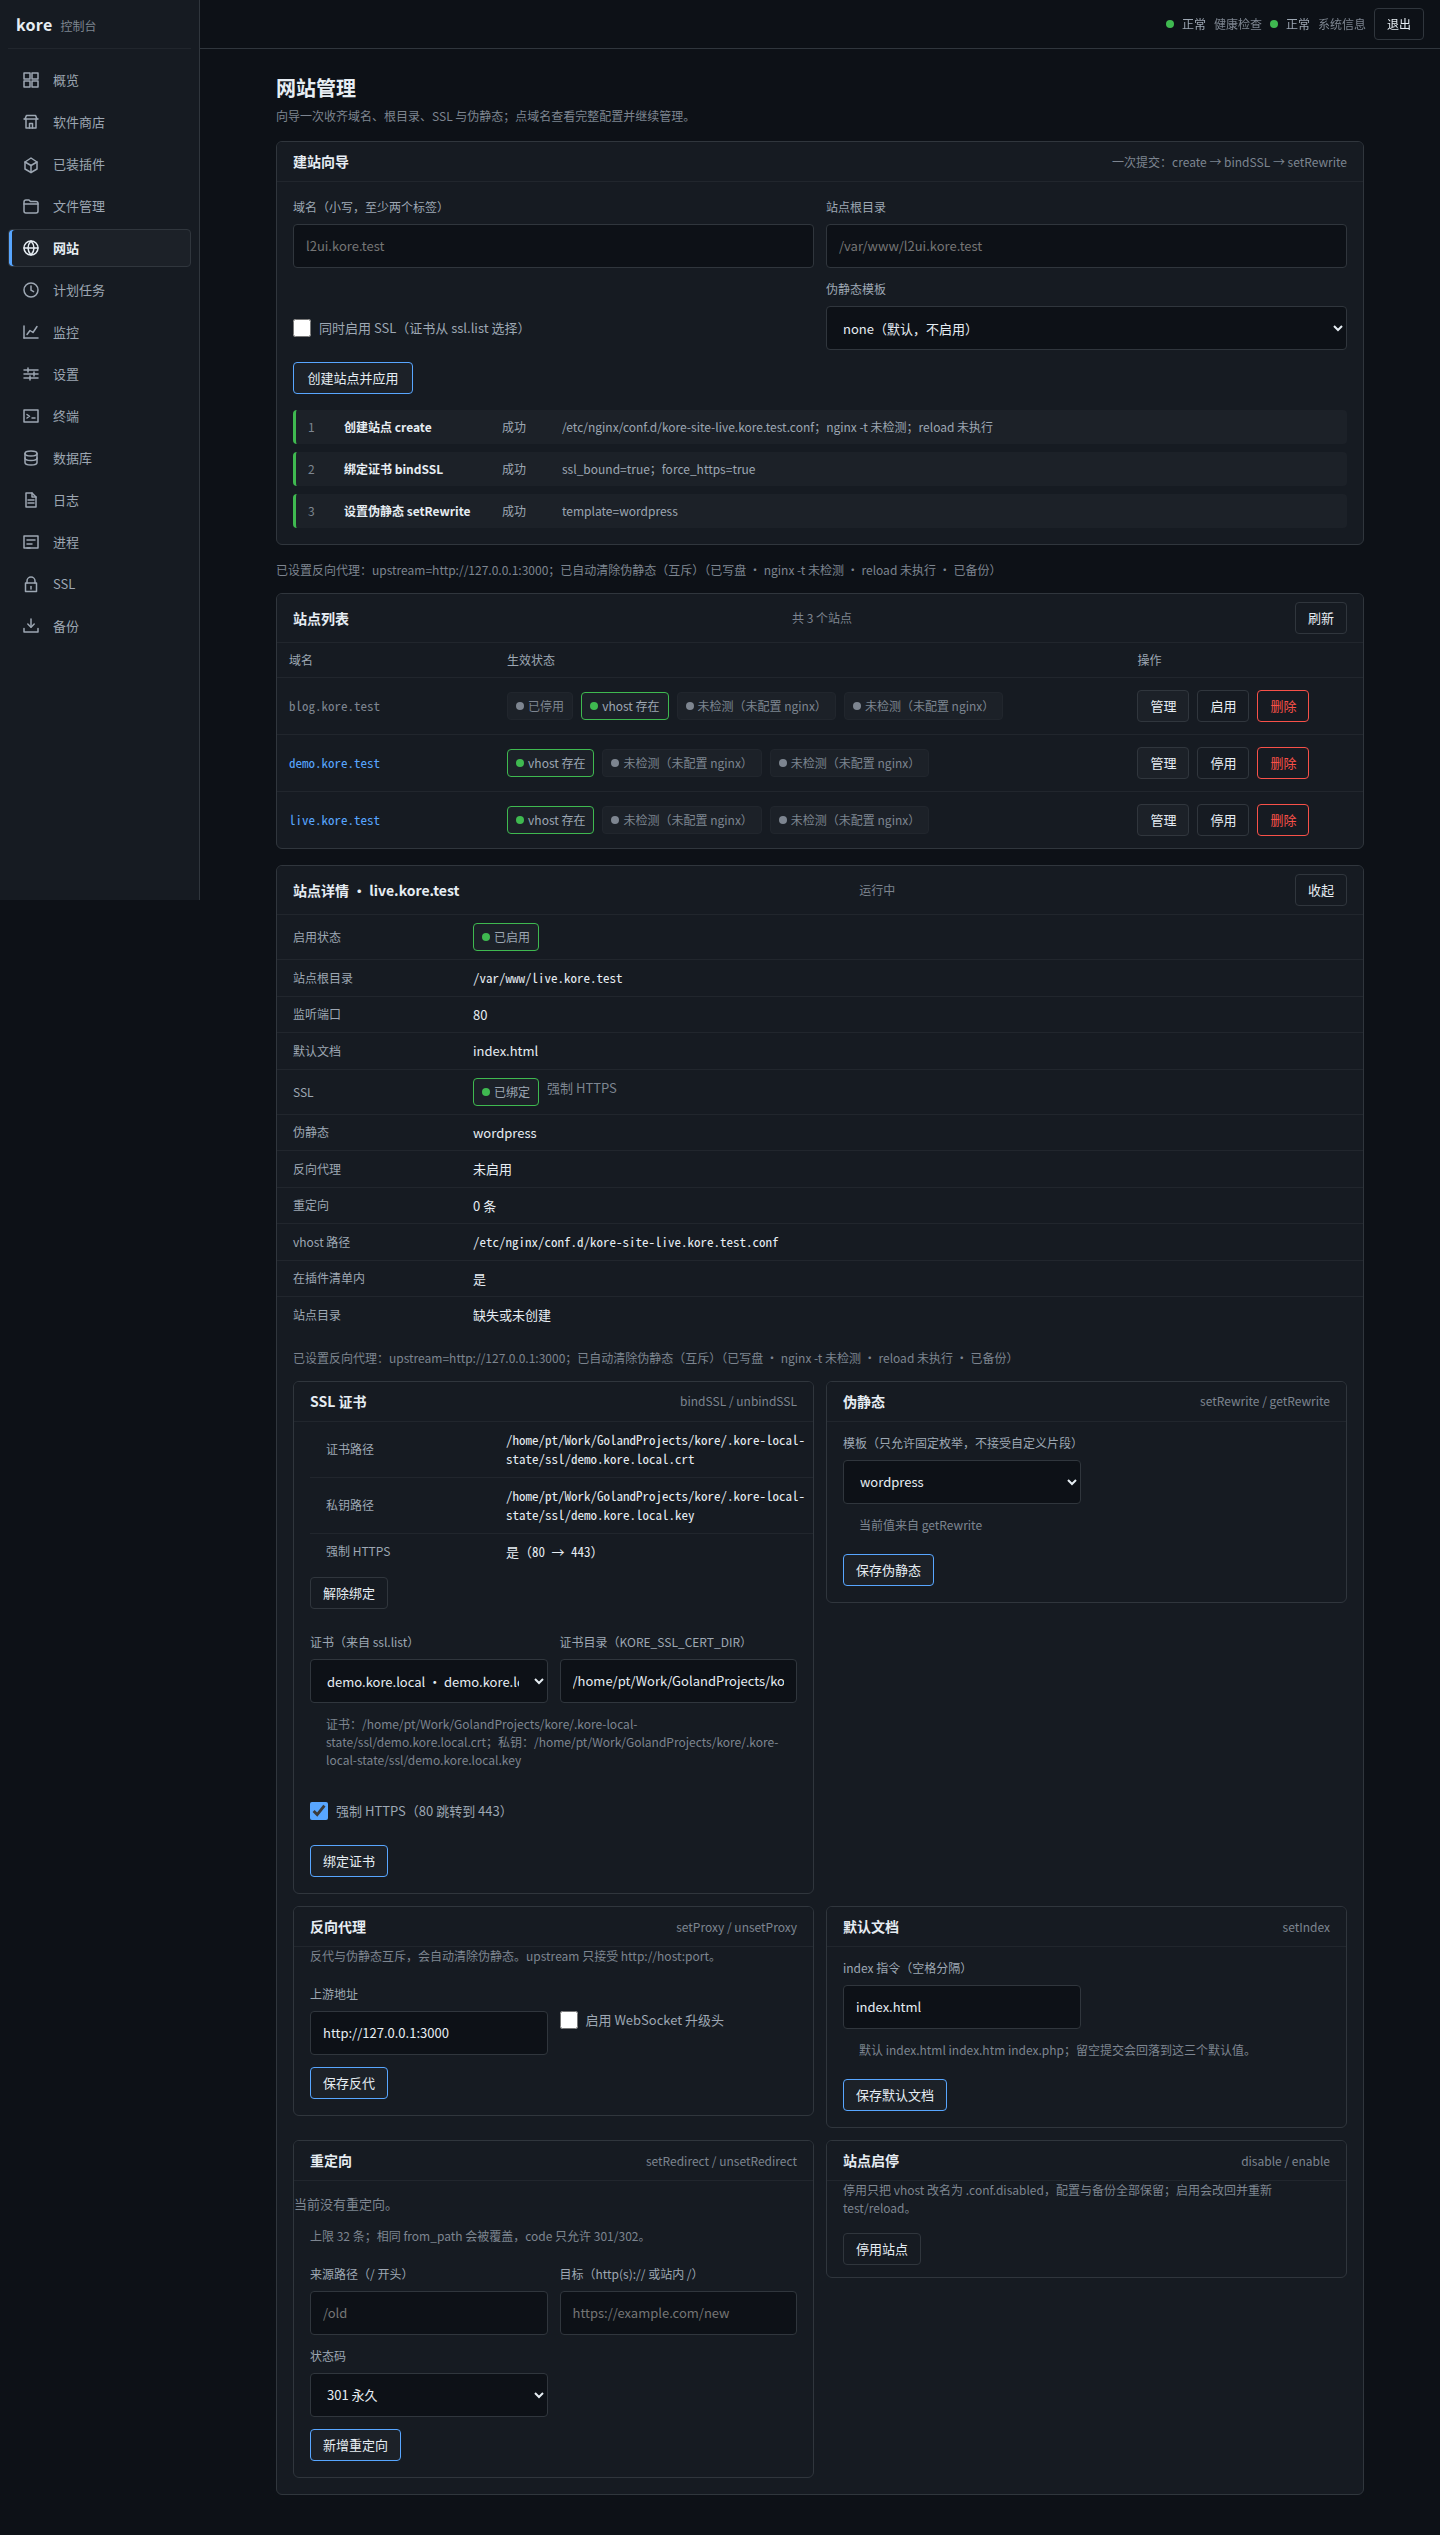 kore 控制台
正常 健康检查 正常 系统信息 退出
概览
软件商店
已装插件
文件管理
网站
计划任务
监控
设置
终端
数据库
日志
进程
SSL
备份
网站管理
向导一次收齐域名、根目录、SSL 与伪静态；点域名查看完整配置并继续管理。
建站向导 一次提交：create → bindSSL → setRewrite
域名（小写，至少两个标签） 站点根目录
l2ui.kore.test /var/www/l2ui.kore.test
伪静态模板
同时启用 SSL（证书从 ssl.list 选择） none（默认，不启用）
创建站点并应用
1 创建站点 create 成功 /etc/nginx/conf.d/kore-site-live.kore.test.conf；nginx -t 未检测；reload 未执行
2 绑定证书 bindSSL 成功 ssl_bound=true；force_https=true
3 设置伪静态 setRewrite 成功 template=wordpress
已设置反向代理：upstream=http://127.0.0.1:3000；已自动清除伪静态（互斥）（已写盘 · nginx -t 未检测 · reload 未执行 · 已备份）
站点列表 共 3 个站点 刷新
域名 生效状态 操作
blog.kore.test 已停用 vhost 存在 未检测（未配置 nginx） 未检测（未配置 nginx） 管理 启用 删除
demo.kore.test vhost 存在 未检测（未配置 nginx） 未检测（未配置 nginx） 管理 停用 删除
live.kore.test vhost 存在 未检测（未配置 nginx） 未检测（未配置 nginx） 管理 停用 删除
站点详情 · live.kore.test 运行中 收起
启用状态 已启用
站点根目录 /var/www/live.kore.test
监听端口 80
默认文档 index.html
SSL 已绑定 强制 HTTPS
伪静态 wordpress
反向代理 未启用
重定向 0 条
vhost 路径 /etc/nginx/conf.d/kore-site-live.kore.test.conf
在插件清单内 是
站点目录 缺失或未创建
已设置反向代理：upstream=http://127.0.0.1:3000；已自动清除伪静态（互斥）（已写盘 · nginx -t 未检测 · reload 未执行 · 已备份）
SSL 证书 bindSSL / unbindSSL
证书路径 /home/pt/Work/GolandProjects/kore/.kore-local-
state/ssl/demo.kore.local.crt
私钥路径 /home/pt/Work/GolandProjects/kore/.kore-local-
state/ssl/demo.kore.local.key
强制 HTTPS 是（80 → 443）
解除绑定
证书（来自 ssl.list） 证书目录（KORE_SSL_CERT_DIR）
demo.kore.local · demo.kore.l /home/pt/Work/GolandProjects/ko
证书：/home/pt/Work/GolandProjects/kore/.kore-local-
state/ssl/demo.kore.local.crt；私钥：/home/pt/Work/GolandProjects/kore/.kore-
local-state/ssl/demo.kore.local.key
强制 HTTPS（80 跳转到 443）
绑定证书
伪静态 setRewrite / getRewrite
模板（只允许固定枚举，不接受自定义片段）
wordpress
当前值来自 getRewrite
保存伪静态
反向代理 setProxy / unsetProxy
反代与伪静态互斥，会自动清除伪静态。upstream 只接受 http://host:port。
上游地址
http://127.0.0.1:3000 启用 WebSocket 升级头
保存反代
默认文档 setIndex
index 指令（空格分隔）
index.html
默认 index.html index.htm index.php；留空提交会回落到这三个默认值。
保存默认文档
重定向 setRedirect / unsetRedirect
当前没有重定向。
上限 32 条；相同 from_path 会被覆盖，code 只允许 301/302。
来源路径（/ 开头） 目标（http(s):// 或站内 /）
/old https://example.com/new
状态码
301 永久
新增重定向
站点启停 disable / enable
停用只把 vhost 改名为 .conf.disabled，配置与备份全部保留；启用会改回并重新
test/reload。
停用站点